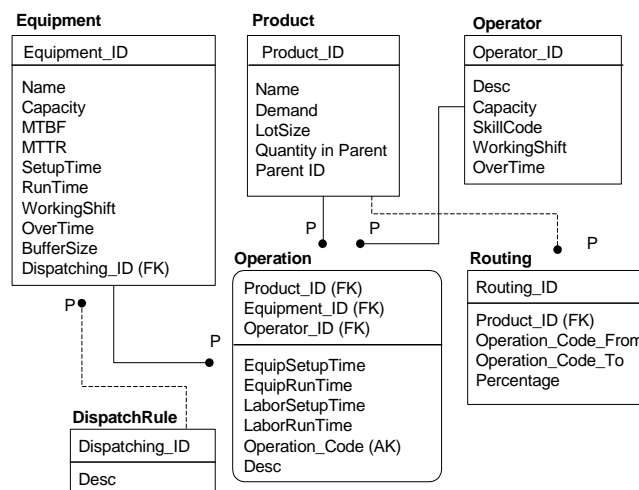 Equipment
Equipment_ID
Name
Capacity
MTBF
MTTR
SetupTime
RunTime
WorkingShift
OverTime
BufferSize
Dispatching_ID (FK)
Product
Product_ID
Name
Demand
LotSize
Quantity in Parent
Parent ID
Operator
Operator_ID
Desc
Capacity
SkillCode
WorkingShift
OverTime
P
P
P
P
P
Operation
Product_ID (FK)
Equipment_ID (FK)
Operator_ID (FK)
EquipSetupTime
EquipRunTime
LaborSetupTime
LaborRunTime
Operation_Code (AK)
Desc
Routing
Routing_ID
Product_ID (FK)
Operation_Code_From
Operation_Code_To
Percentage
DispatchRule
Dispatching_ID
Desc